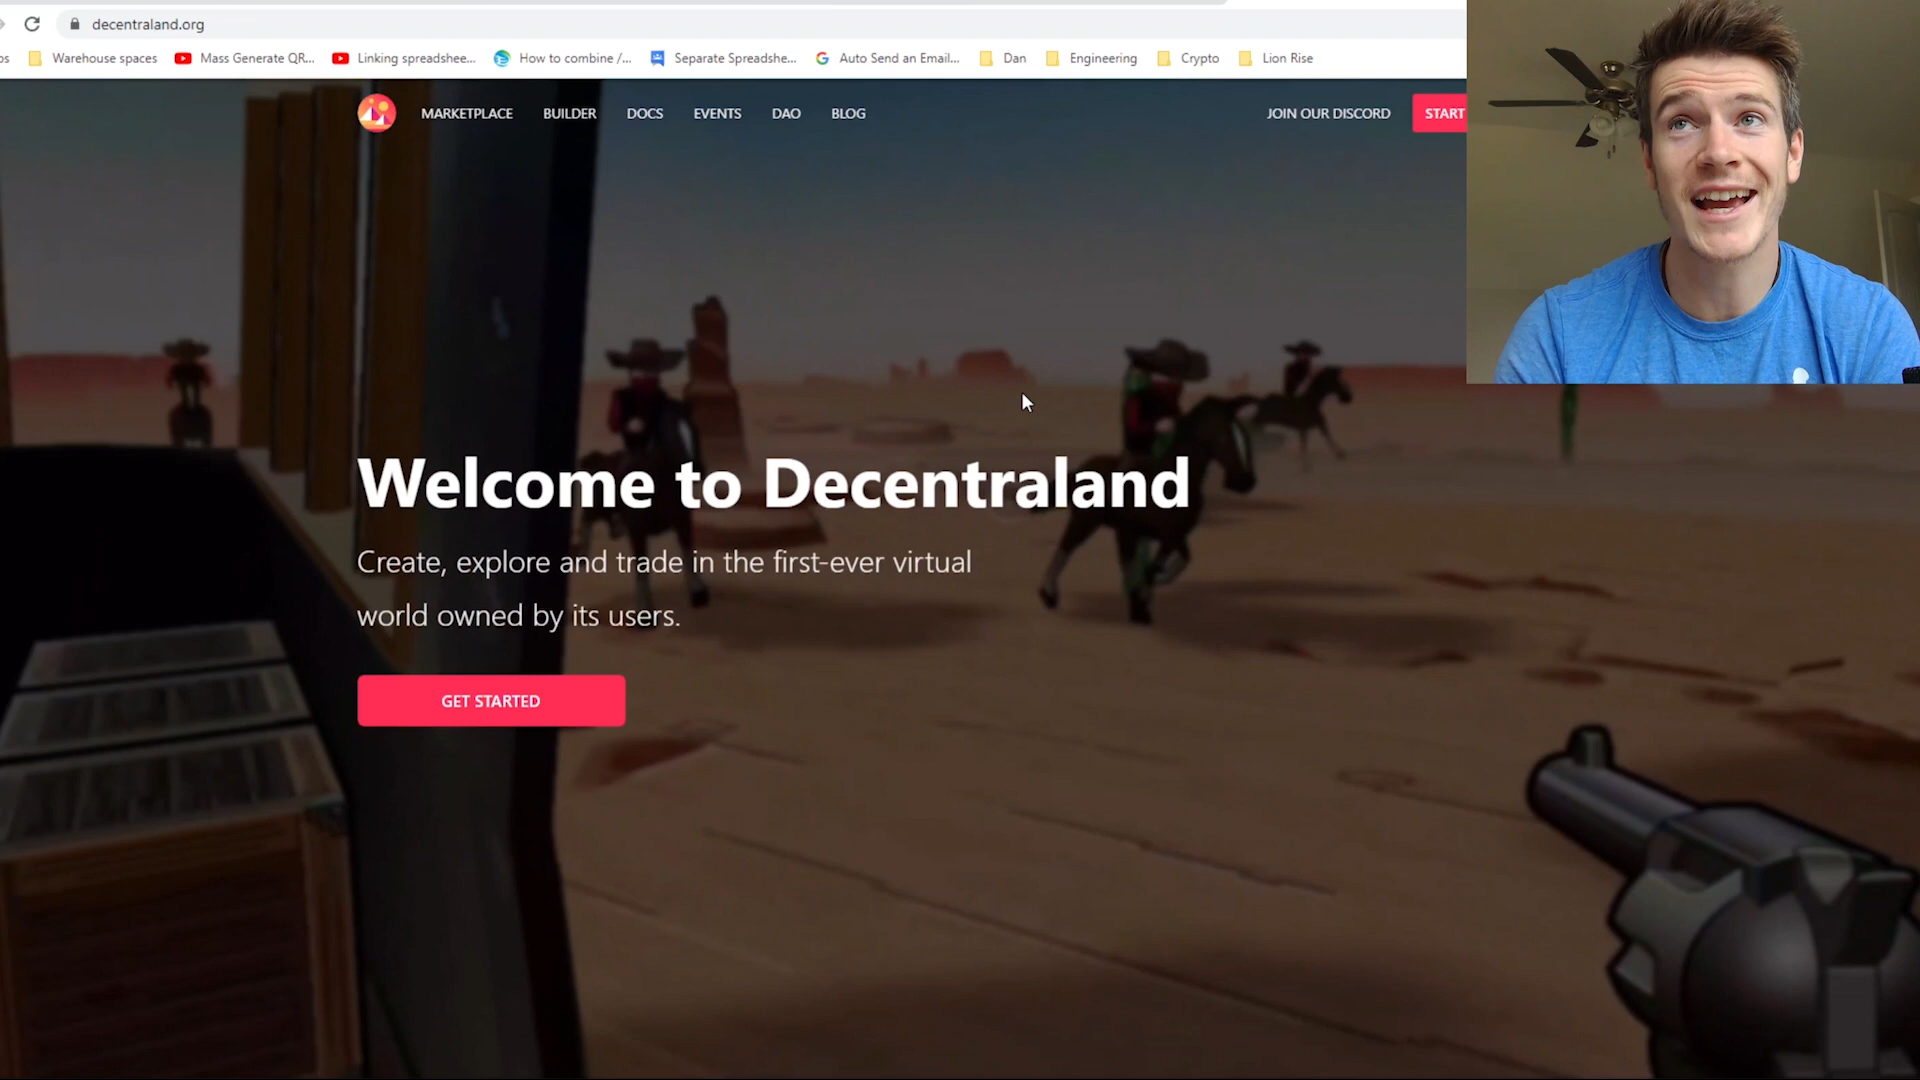 decentraland.org
Warehouse spaces
Mass Generate QR...
Linking spreadshee...
How to combine /...
Separate Spreadshe...
Auto Send an Email...
Dan
Engineering
Crypto
Lion Rise
MARKETPLACE
BUILDER
DOCS
EVENTS
DAO
BLOG
JOIN OUR DISCORD
START
Welcome to Decentraland
Create, explore and trade in the first-ever virtual
world owned by its users.
GET STARTED